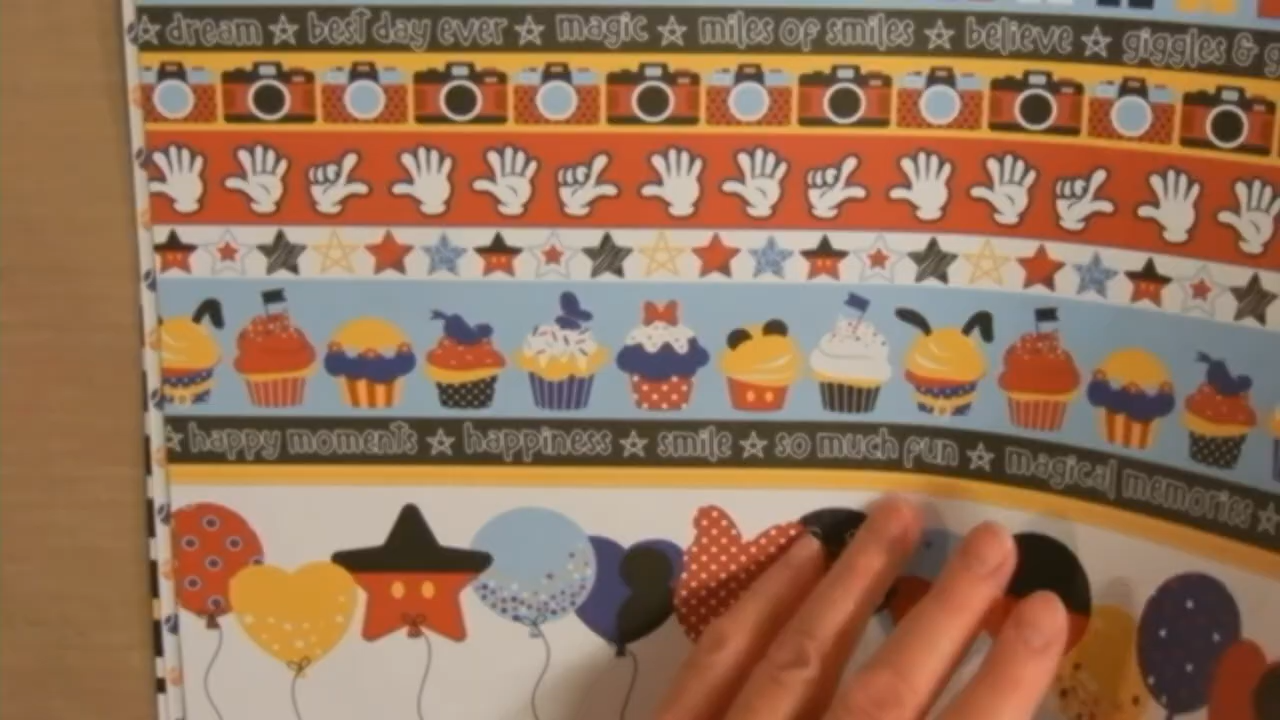 ☆ dream ☆ best day ever ☆ magic ☆ miles of smiles ☆ believe ☆ giggles & g
☆ happy moments ☆ happiness ☆ smile ☆ so much fun ☆ magical memories ☆